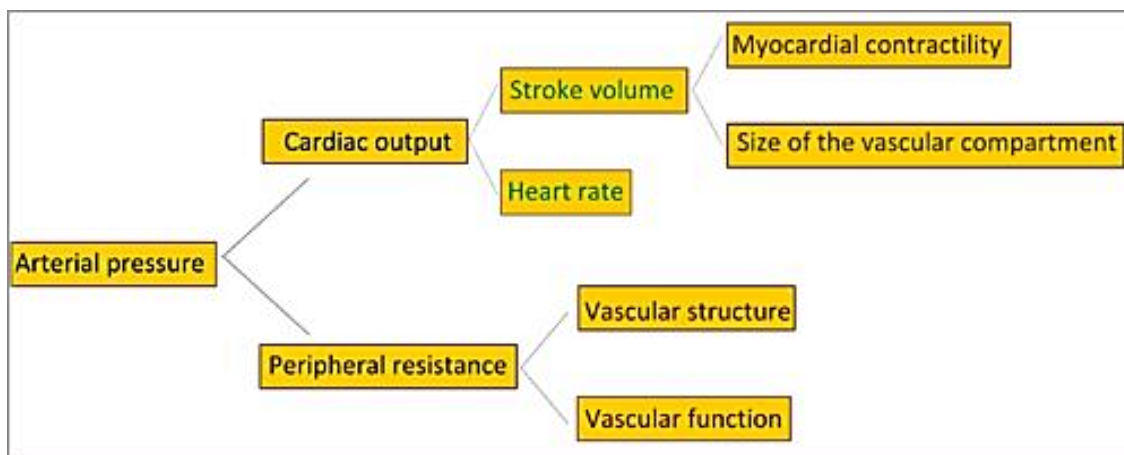 Myocardial contractility
Stroke volume
Cardiac output
Size of the vascular compartment
Heart rate
Arterial pressure
Vascular structure
Peripheral resistance
Vascular function